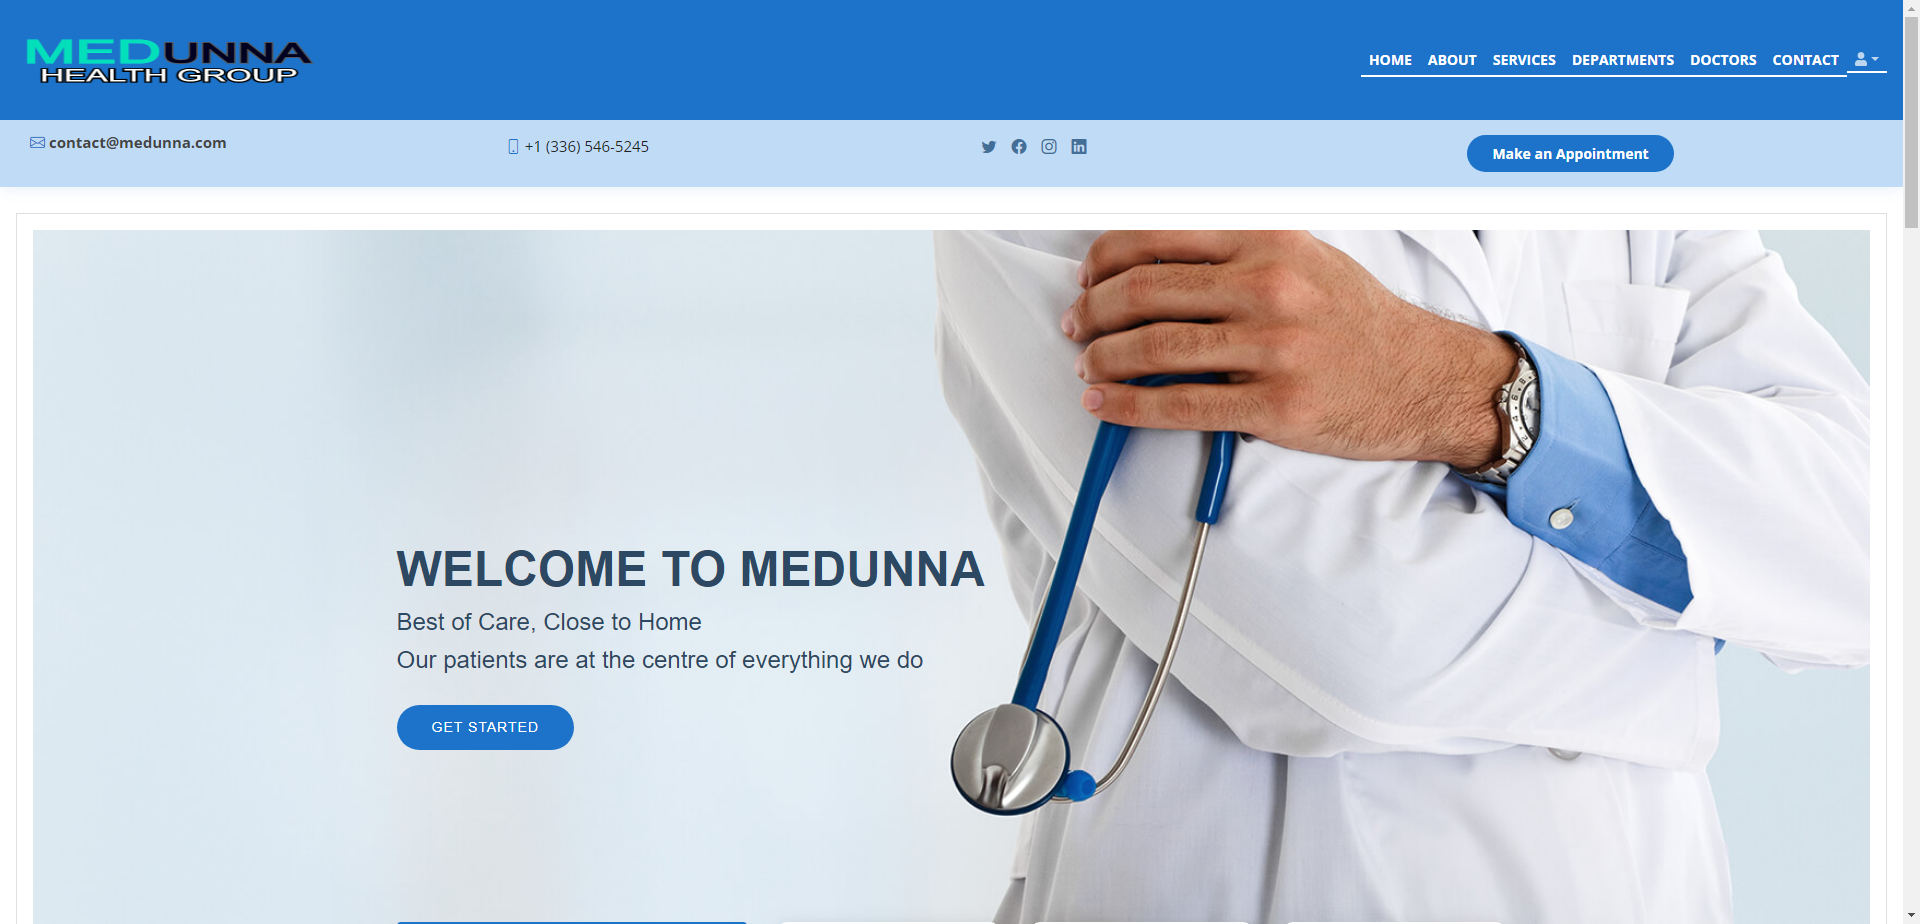 MEDUNNA
HEALTH GROUP
HOME ABOUT SERVICES DEPARTMENTS DOCTORS CONTACT
contact@medunna.com
+1 (336) 546-5245
Make an Appointment
WELCOME TO MEDUNNA
Best of Care, Close to Home
Our patients are at the centre of everything we do
GET STARTED